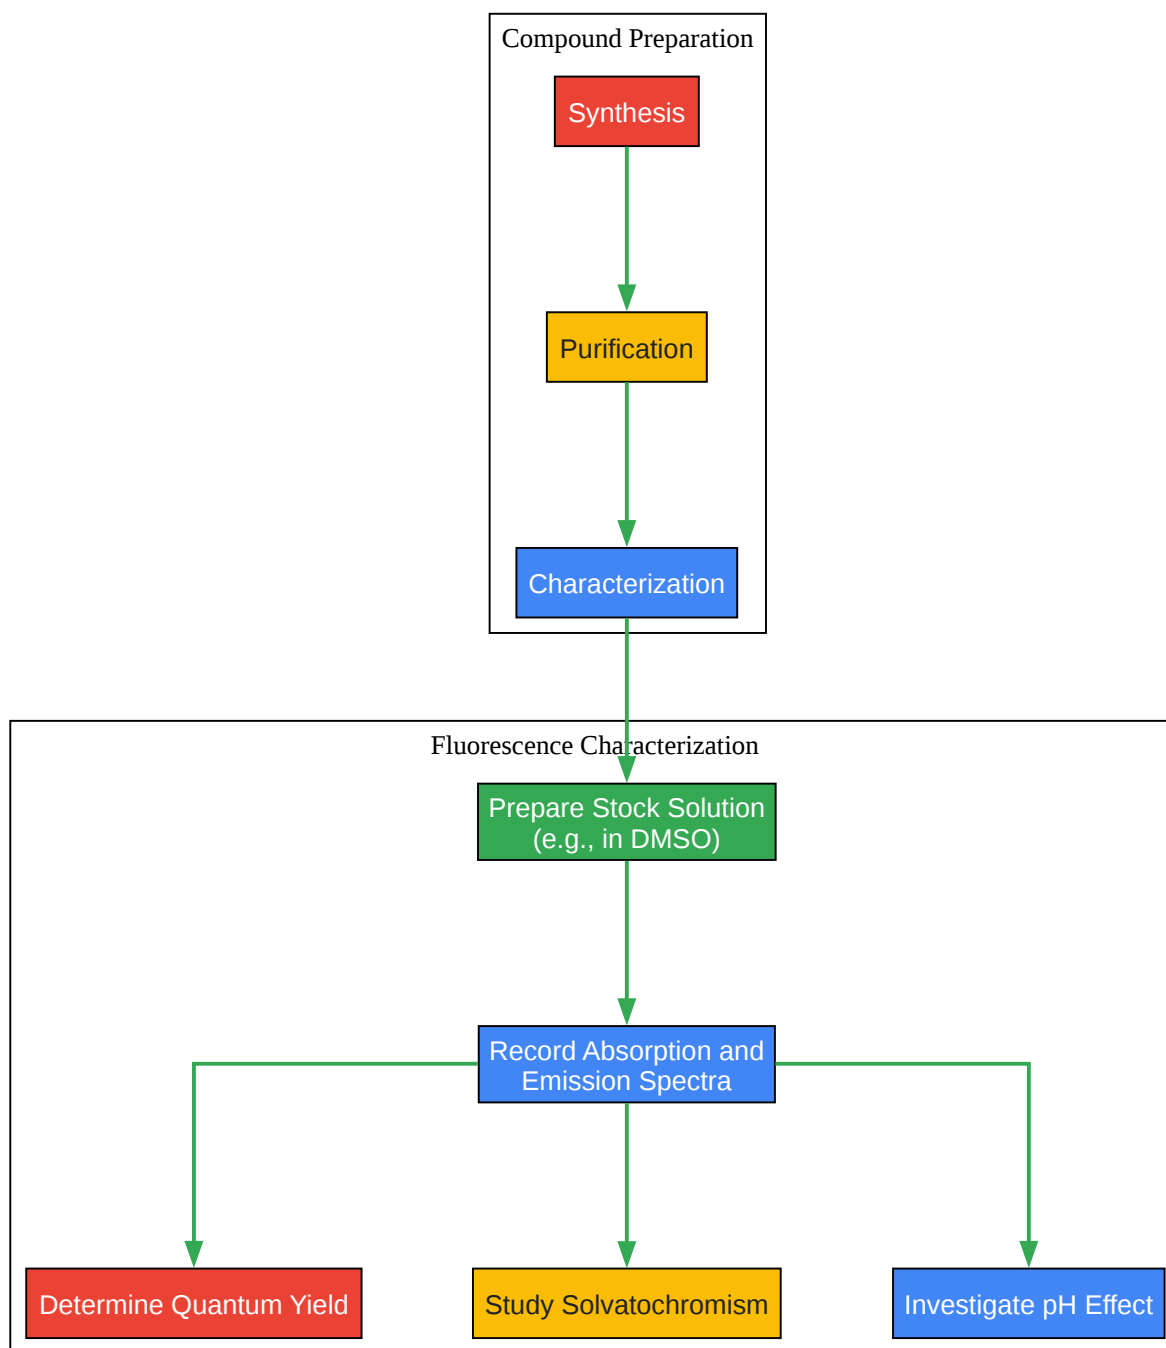 Compound Preparation
Synthesis
Purification
Characterization
Fluorescence Characterization
Prepare Stock Solution
(e.g., in DMSO)
Record Absorption and
Emission Spectra
Determine Quantum Yield
Study Solvatochromism
Investigate pH Effect